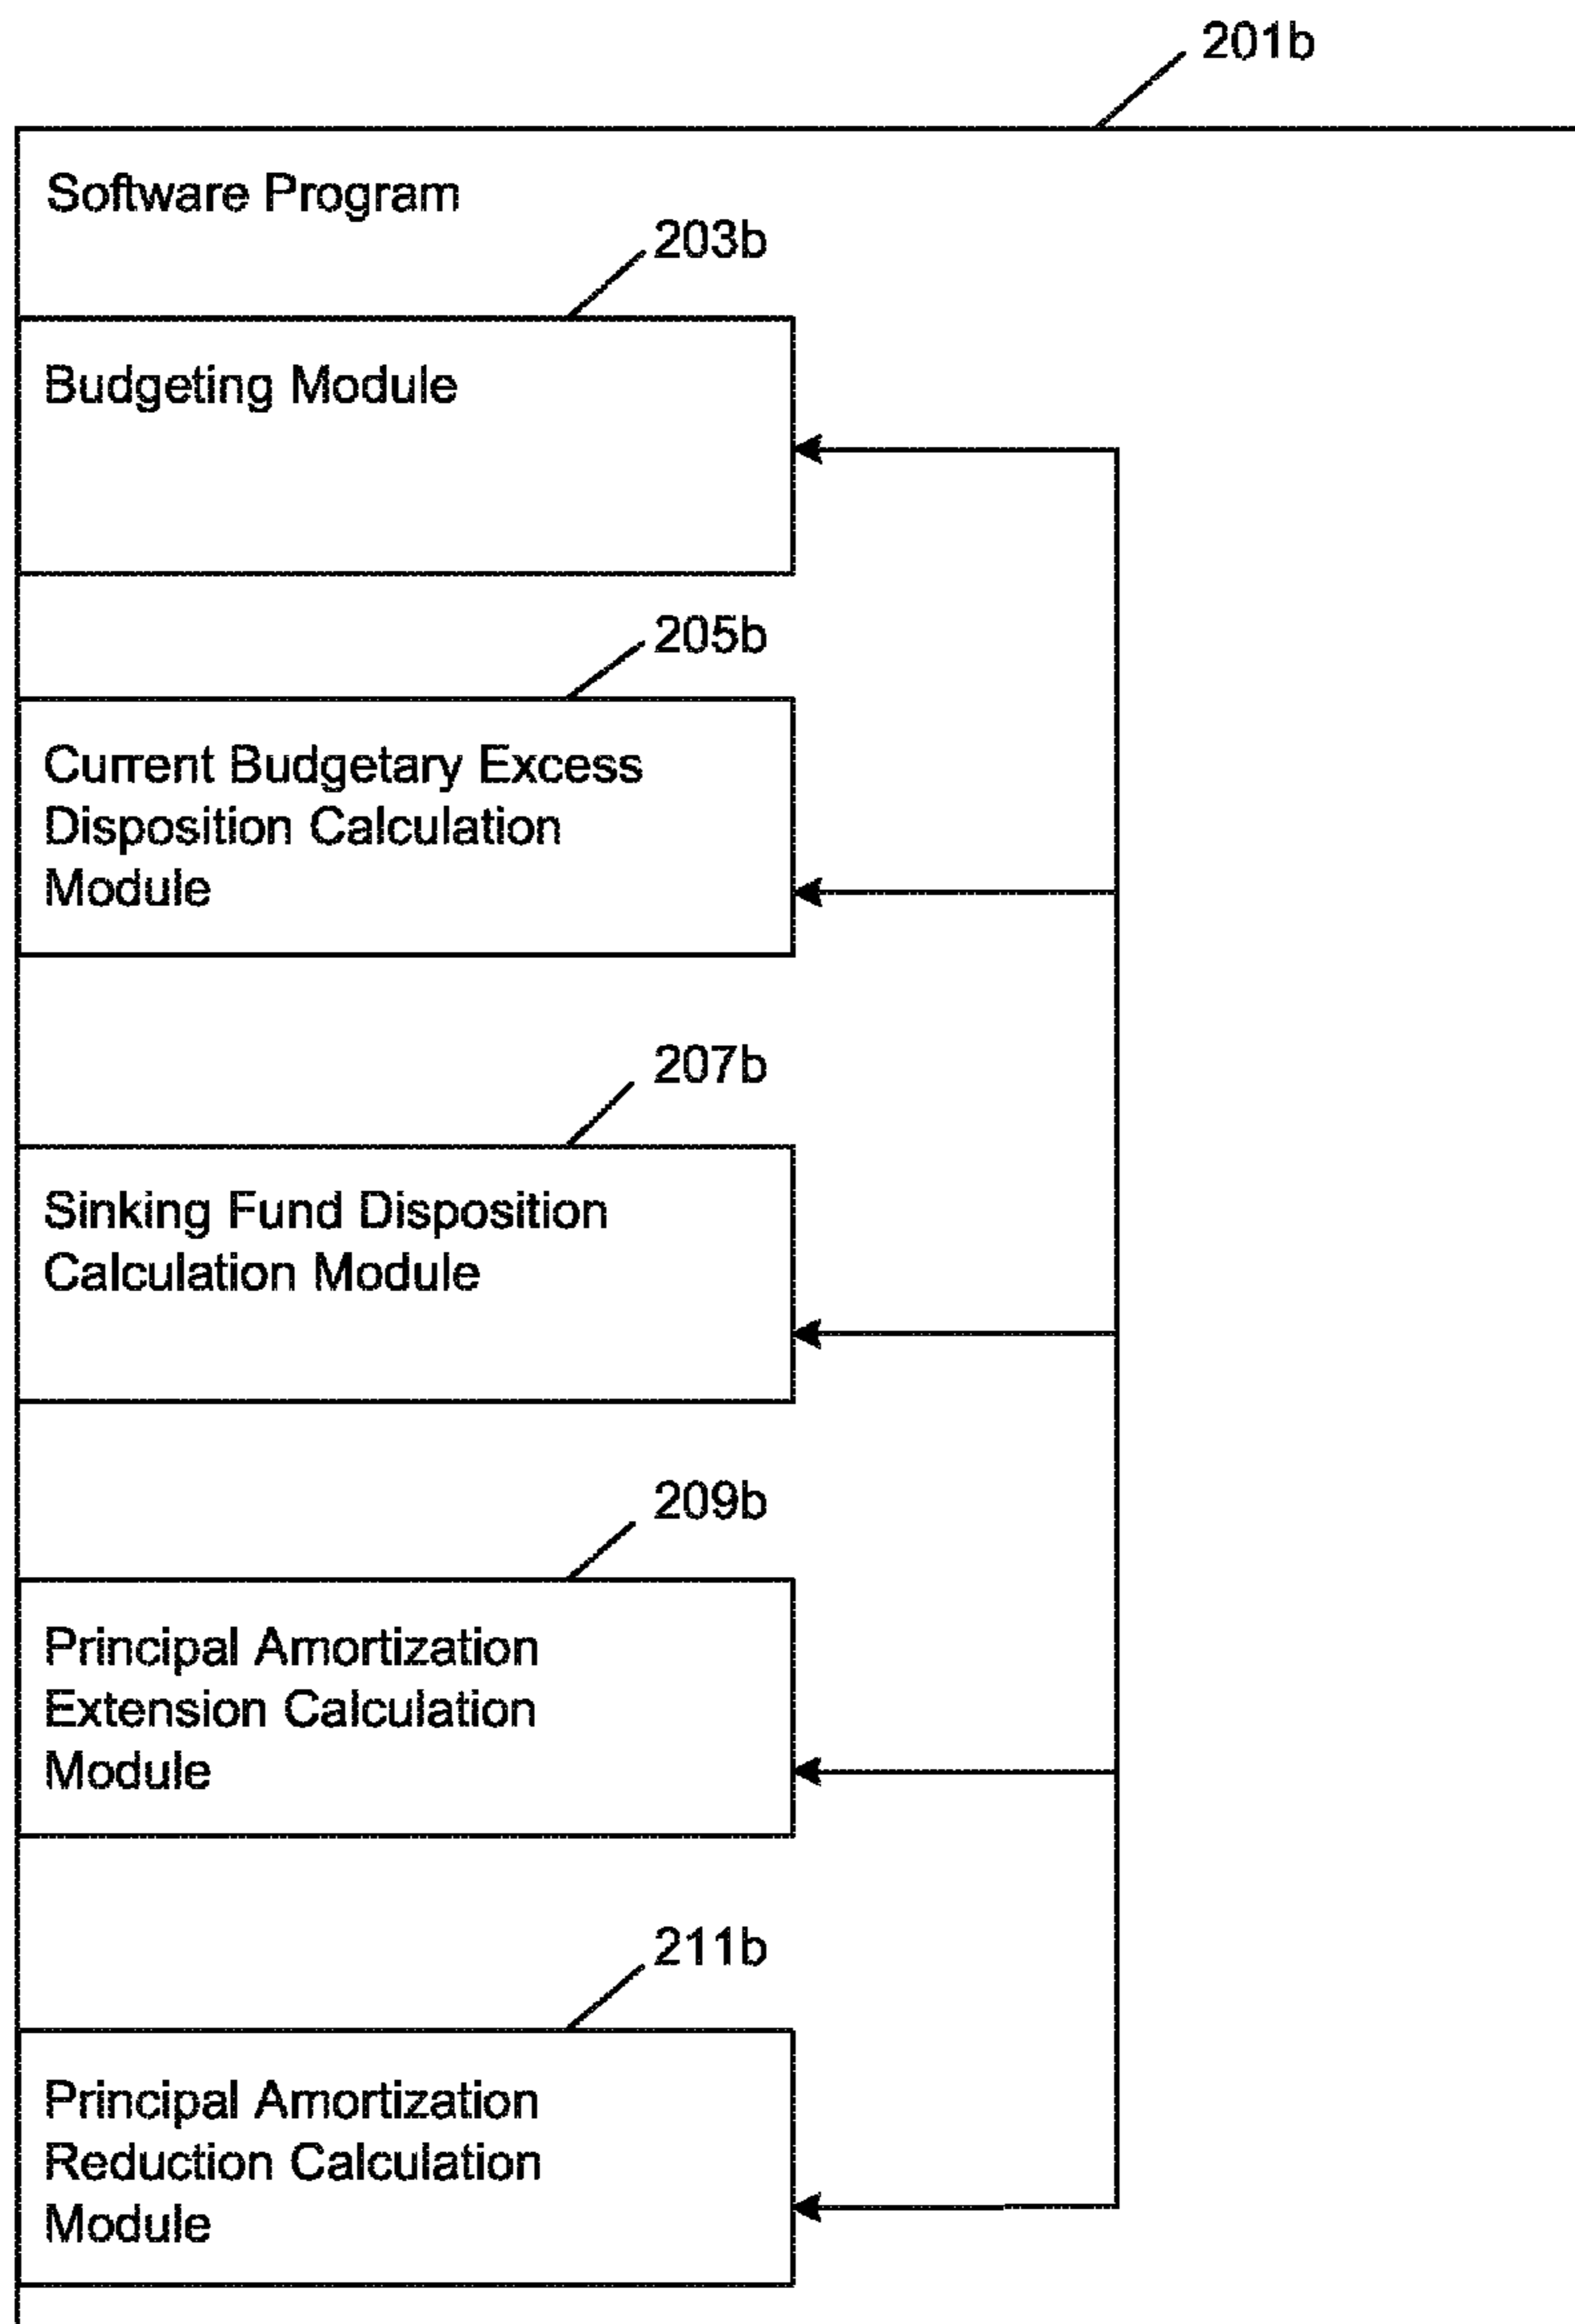 201b
Software Program
203b
Budgeting Module
205b
Current Budgetary Excess
Disposition Calculation
Module
207b
Sinking Fund Disposition
Calculation Module
209b
Principal Amortization
Extension Calculation
Module
211b
Principal Amortization
Reduction Calculation
Module